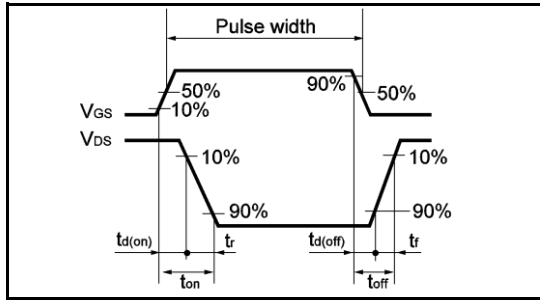 Pulse width
90%
50%
50%
10%
VGS
VDS
10%
10%
90%
90%
td(on)
tr
td(off)
tf
ton
toff